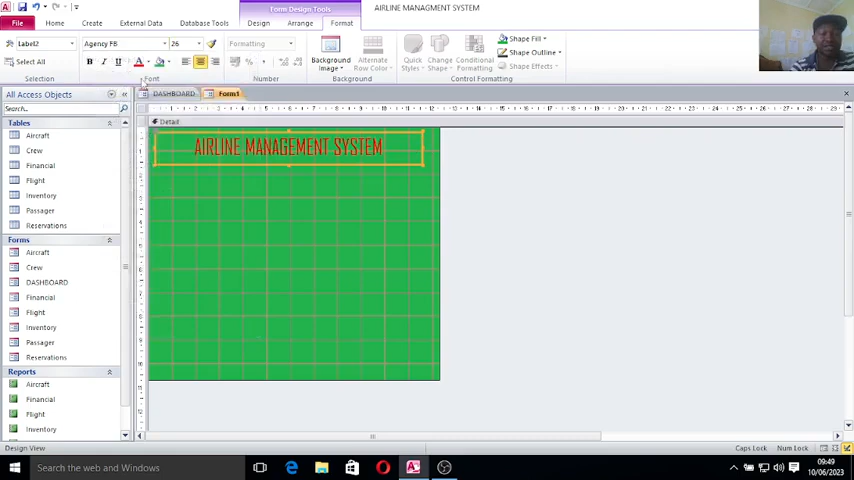 Form Design Tools
AIRLINE MANAGMENT SYSTEM
File Home Create External Data Database Tools Design Arrange Format
Label2 Agency FB 26 Formatting
Select All B I U A
Background Image Quick Styles Change Shape Conditional Formatting
Alternate Row Color
Shape Fill
Shape Outline
Shape Effects
Selection Font Number Background Control Formatting
All Access Objects
DASHBOARD Form1
Search...
Tables
Aircraft
Crew
Financial
Flight
Inventory
Passager
Reservations
Forms
Aircraft
Crew
DASHBOARD
Financial
Flight
Inventory
Passager
Reservations
Reports
Aircraft
Financial
Flight
Inventory
Detail
AIRLINE MANAGEMENT SYSTEM
Design View Caps Lock Num Lock
Search the web and Windows
09:49
10/06/2023